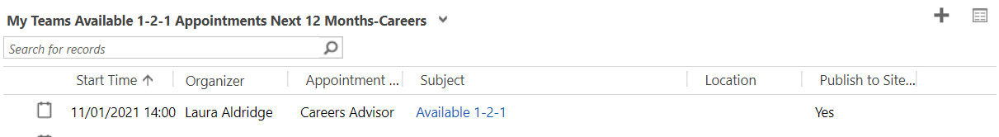 My Teams Available 1-2-1 Appointments Next 12 Months-Careers
Search for records
Start Time Organizer Appointment ... Subject Location Publish to Site...
11/01/2021 14:00 Laura Aldridge Careers Advisor Available 1-2-1 Yes